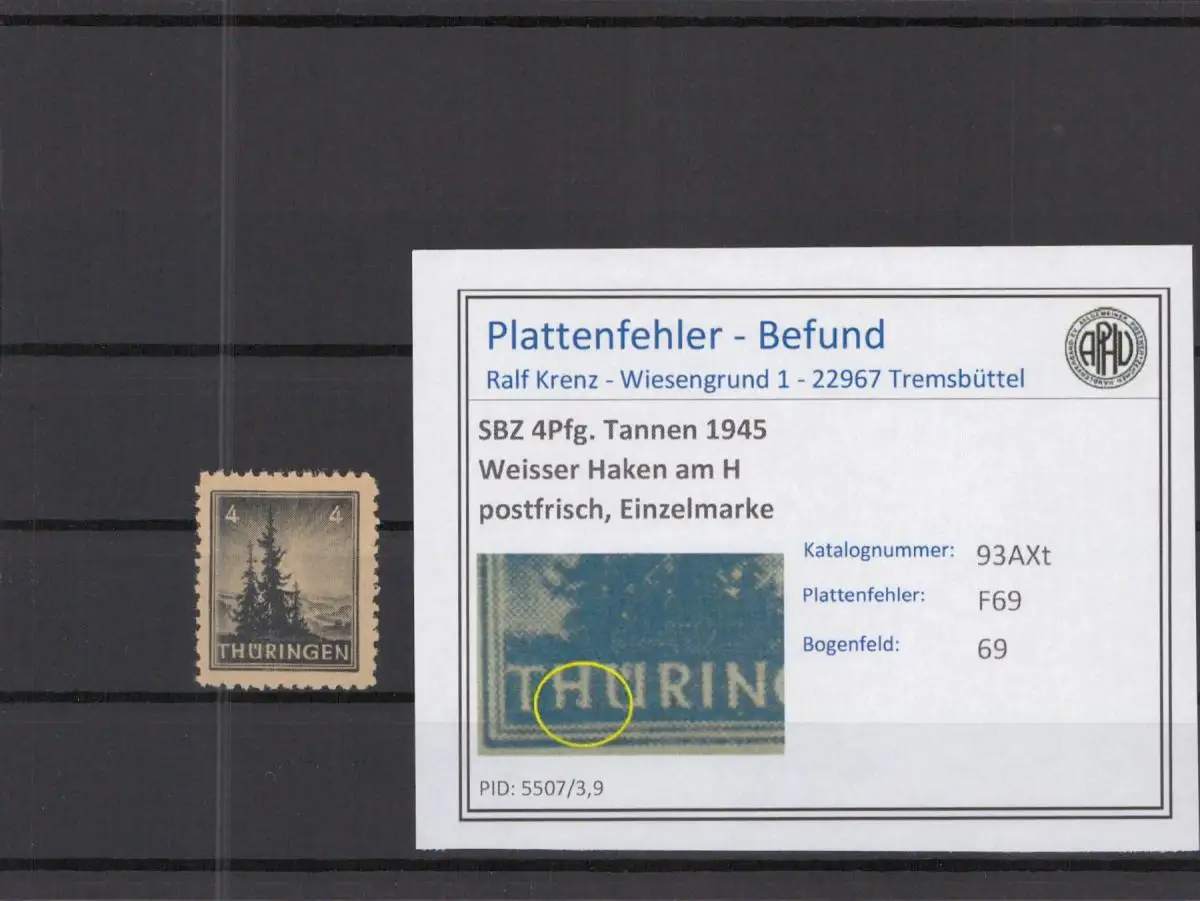 4 4
THÜRINGEN
Plattenfehler - Befund
Ralf Krenz - Wiesengrund 1 - 22967 Tremsbüttel
APHV
SBZ 4Pfg. Tannen 1945
Weisser Haken am H
postfrisch, Einzelmarke
Katalognummer: 93AXt
Plattenfehler: F69
Bogenfeld: 69
THÜRING
PID: 5507/3,9